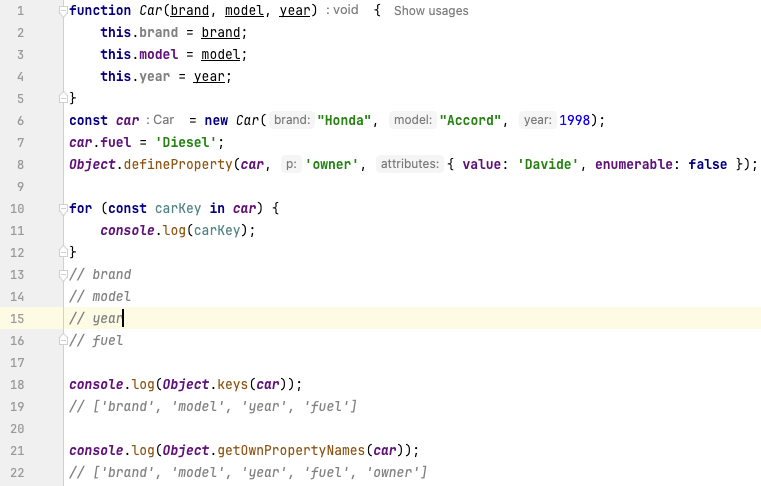 1 function Car(brand, model, year) : void { Show usages
2 this.brand = brand;
3 this.model = model;
4 this.year = year;
5 }
6 const car : Car = new Car( brand: "Honda", model: "Accord", year: 1998);
7 car.fuel = 'Diesel';
8 Object.defineProperty(car, p: 'owner', attributes: { value: 'Davide', enumerable: false });
9
10 for (const carKey in car) {
11 console.log(carKey);
12 }
13 // brand
14 // model
15 // year
16 // fuel
17
18 console.log(Object.keys(car));
19 // ['brand', 'model', 'year', 'fuel']
20
21 console.log(Object.getOwnPropertyNames(car));
22 // ['brand', 'model', 'year', 'fuel', 'owner']